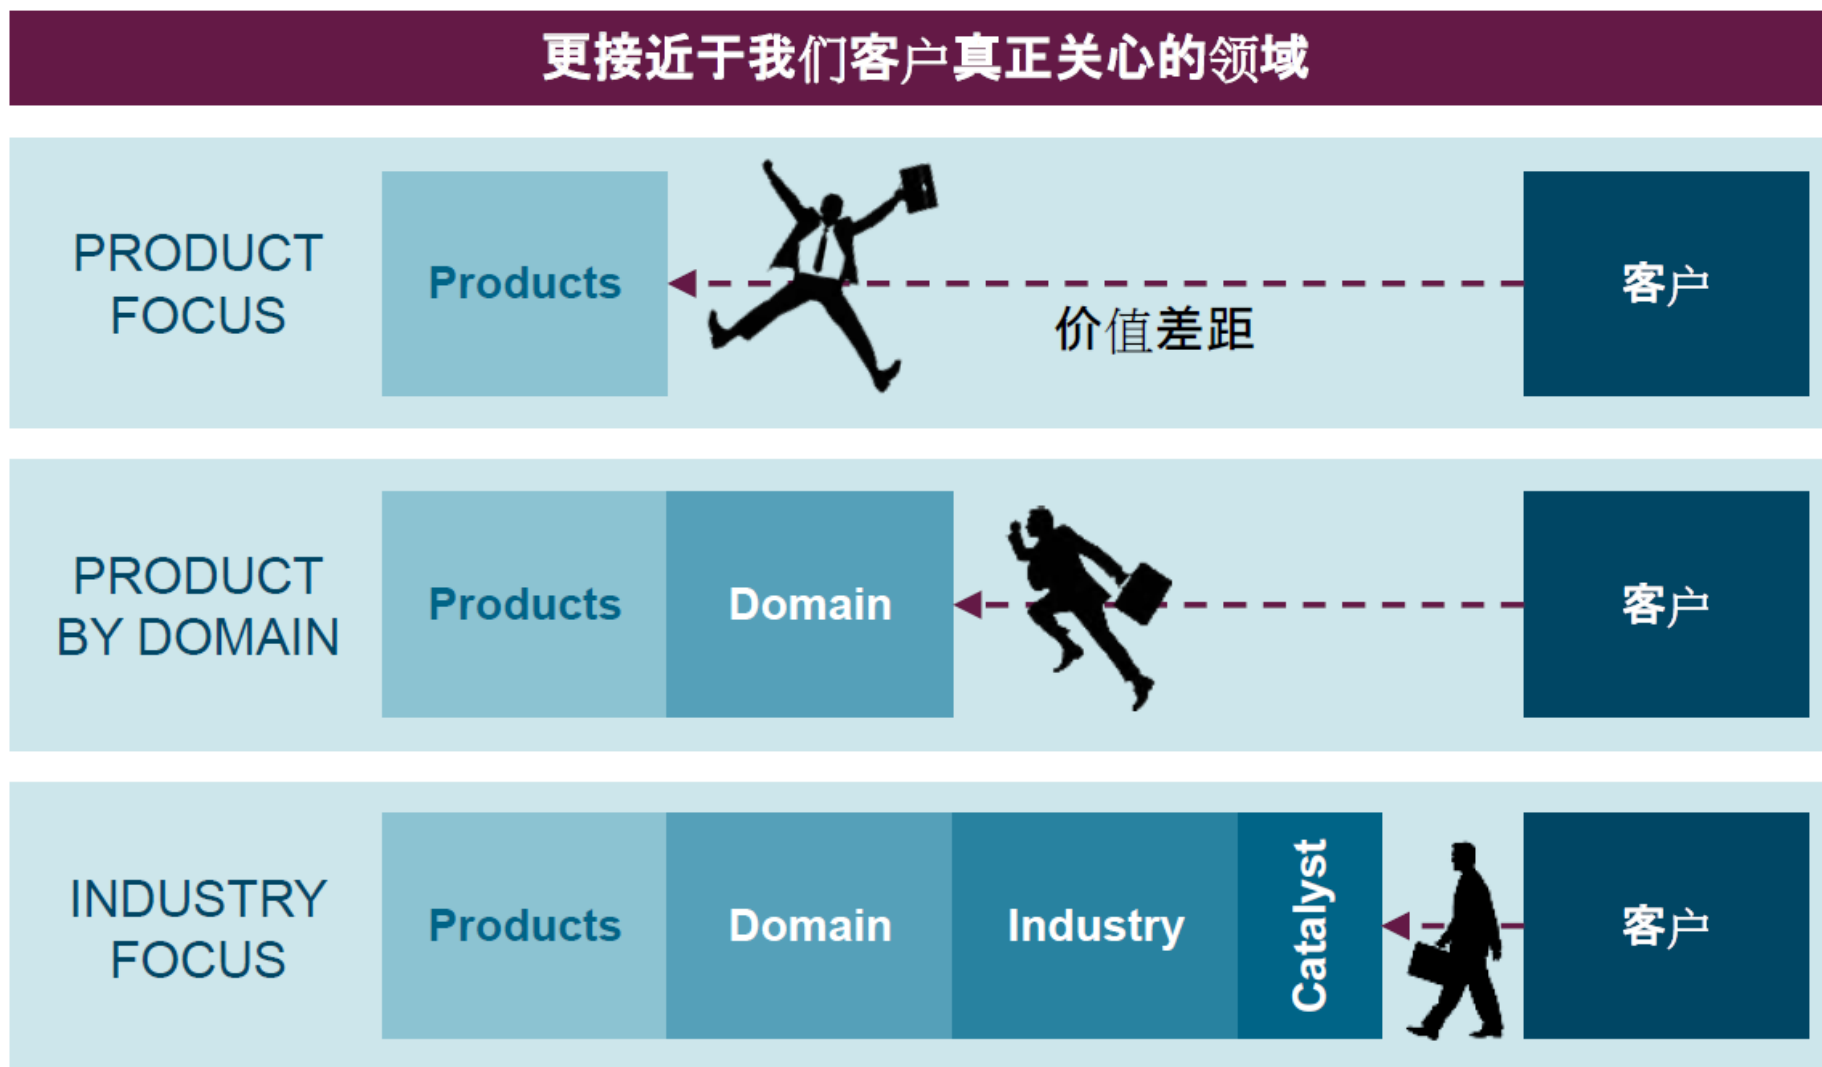 更接近于我们客户真正关心的领域
PRODUCT
FOCUS
Products
价值差距
客户
PRODUCT
BY DOMAIN
Products
Domain
客户
INDUSTRY
FOCUS
Products
Domain
Industry
Catalyst
客户